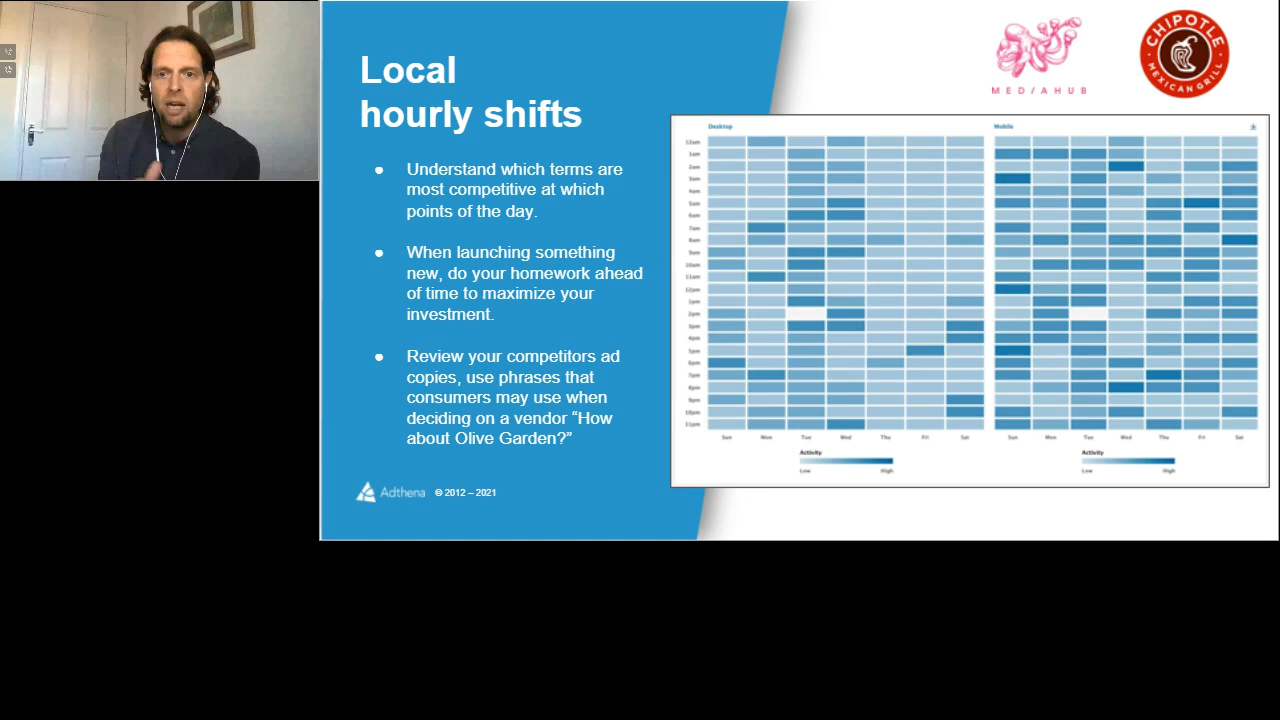 Local
hourly shifts
● Understand which terms are
most competitive at which
points of the day.
● When launching something
new, do your homework ahead
of time to maximize your
investment.
● Review your competitors ad
copies, use phrases that
consumers may use when
deciding on a vendor “How
about Olive Garden?”
Adthena © 2012 – 2021
MED/AHUB
CHIPOTLE
MEXICAN GRILL
Desktop
Mobile
12am
1am
2am
3am
4am
5am
6am
7am
8am
9am
10am
11am
12pm
1pm
2pm
3pm
4pm
5pm
6pm
7pm
8pm
9pm
10pm
11pm
Sun Mon Tue Wed Thu Fri Sat
Sun Mon Tue Wed Thu Fri Sat
Activity
Low High
Activity
Low High